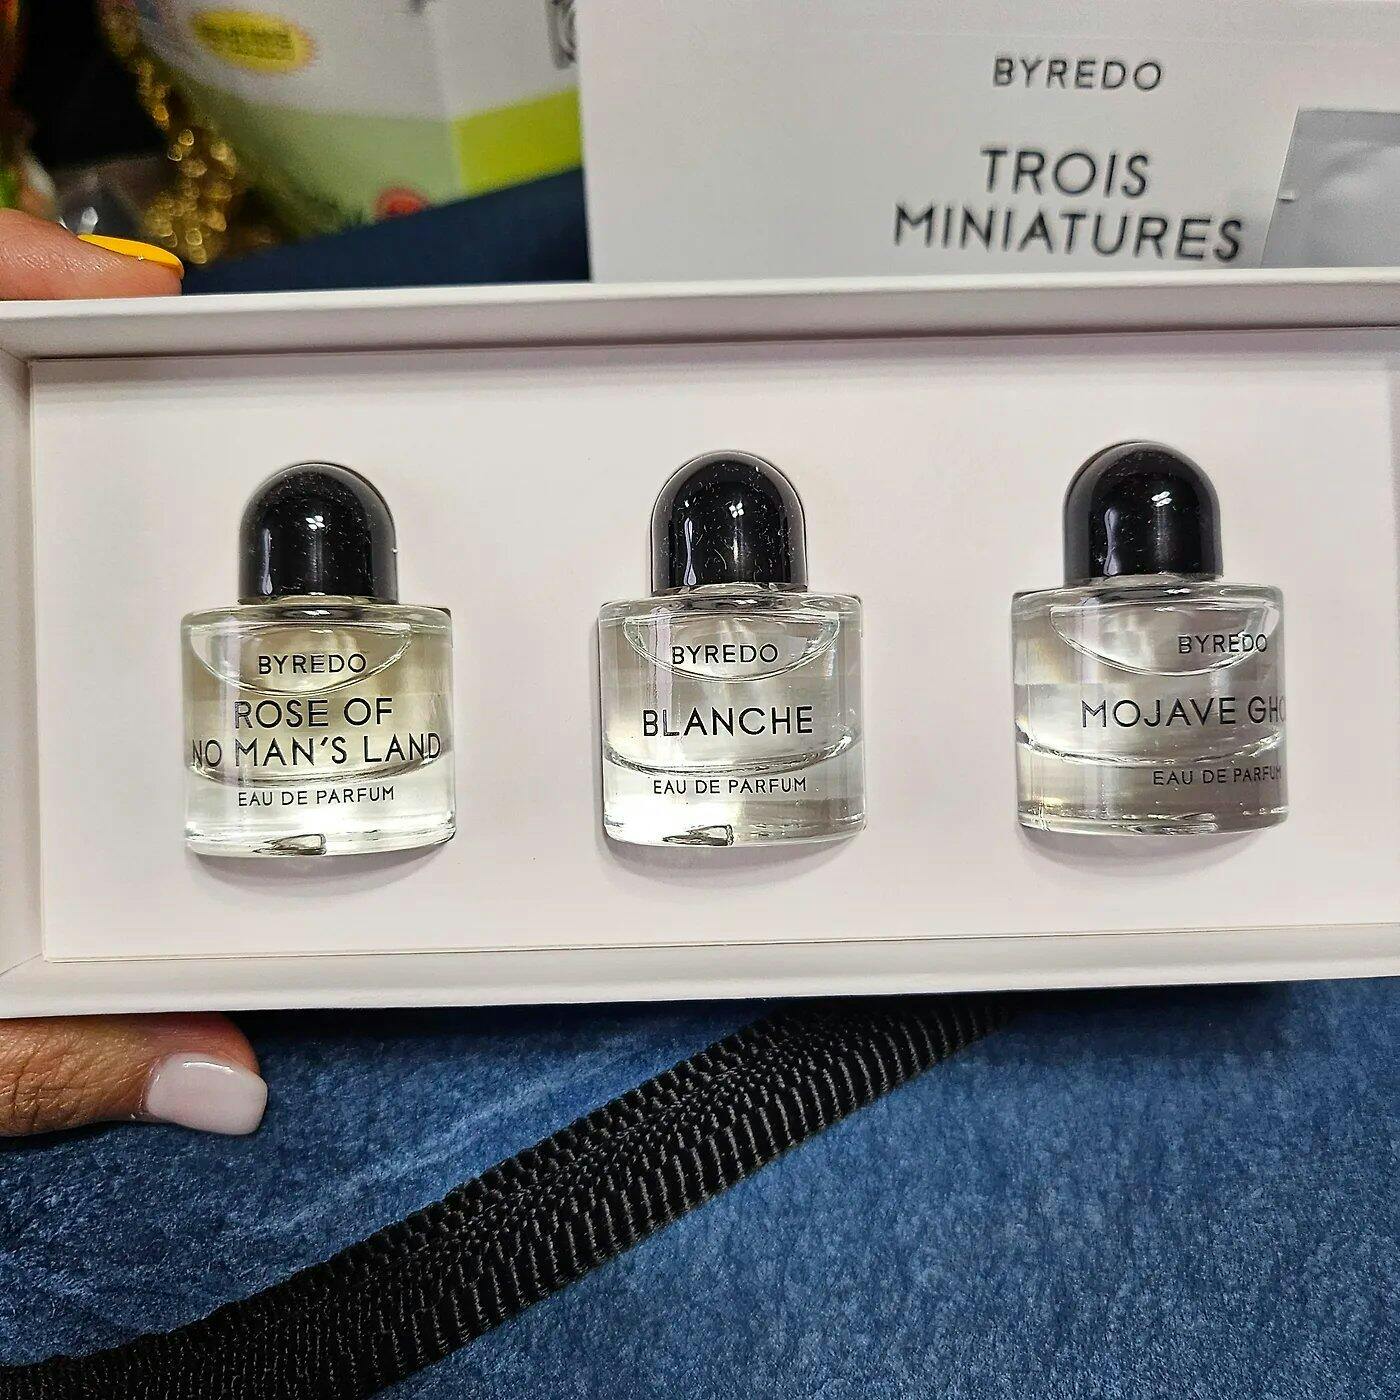 BYREDO
TROIS
MINIATURES
BYREDO
ROSE OF
NO MAN'S LAND
EAU DE PARFUM
BYREDO
BLANCHE
EAU DE PARFUM
BYREDO
MOJAVE GHO
EAU DE PARFUM